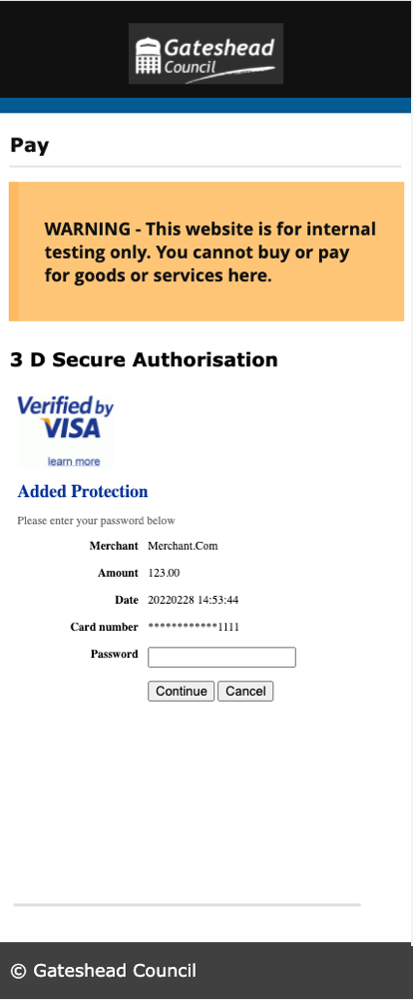 Gateshead
Council
Pay
WARNING - This website is for internal
testing only. You cannot buy or pay
for goods or services here.
3 D Secure Authorisation
Verified by
VISA
learn more
Added Protection
Please enter your password below
Merchant Merchant.Com
Amount 123.00
Date 20220228 14:53:44
Card number ************1111
Password
Continue Cancel
© Gateshead Council